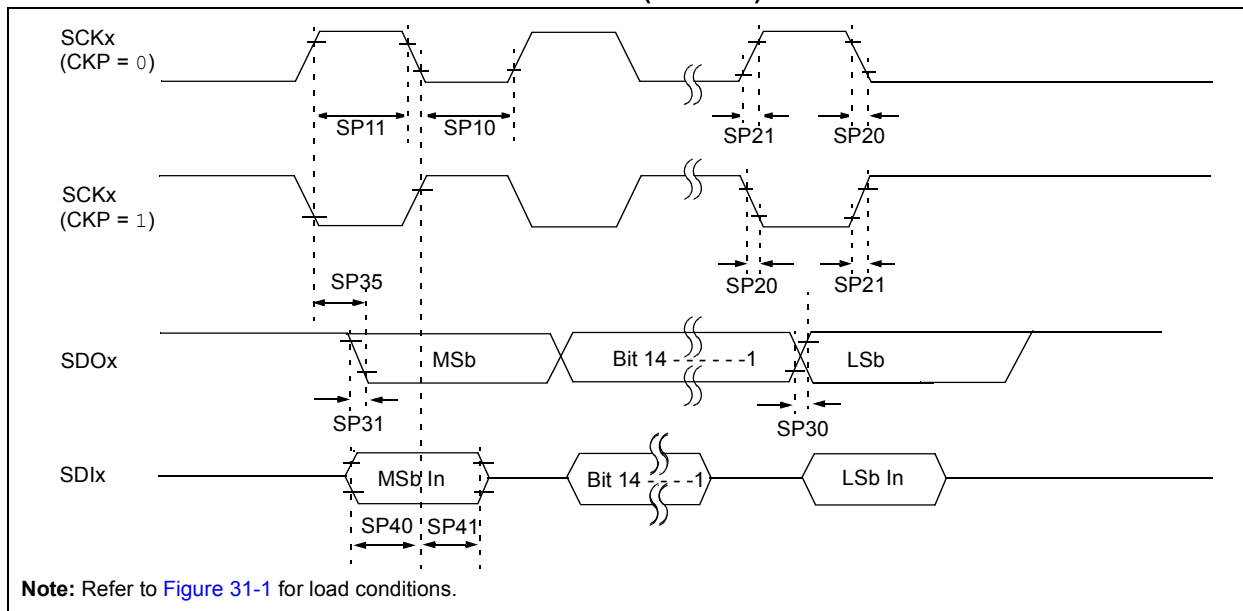 SCKx
(CKP = 0)
SP11 SP10 SP21 SP20
SCKx
(CKP = 1)
SP35 SP20 SP21
SDOx MSb Bit 14 - - - - - -1 LSb
SP31 SP30
SDIx MSb In Bit 14 - - - - -1 LSb In
SP40 SP41
Note: Refer to Figure 31-1 for load conditions.